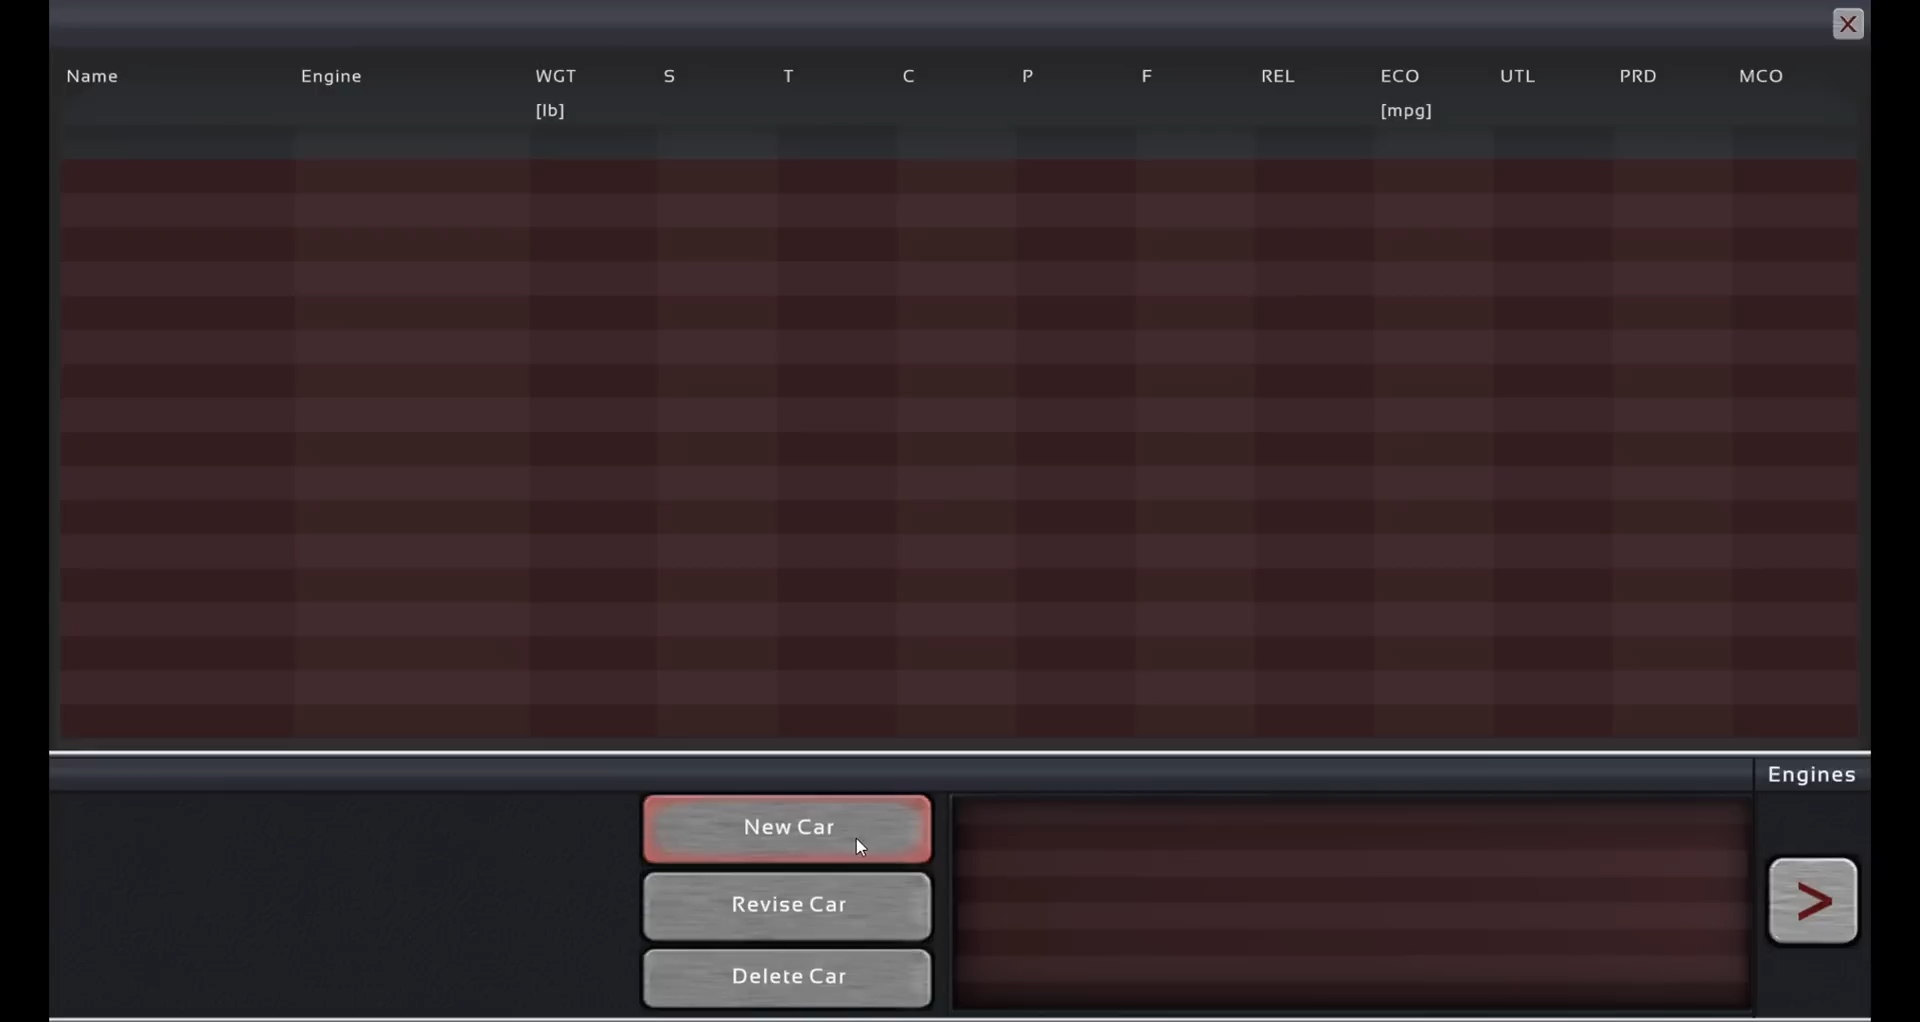 X
Name Engine WGT S T C P F REL ECO UTL PRD MCO
[lb] [mpg]
Engines
New Car
Revise Car
>
Delete Car